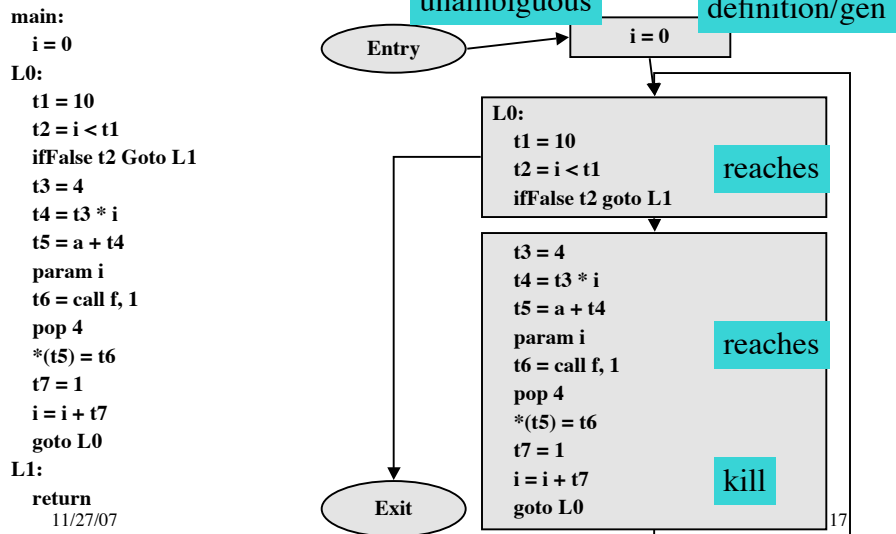 main:
i = 0
L0:
t1 = 10
t2 = i < t1
ifFalse t2 Goto L1
t3 = 4
t4 = t3 * i
t5 = a + t4
param i
t6 = call f, 1
pop 4
*(t5) = t6
t7 = 1
i = i + t7
goto L0
L1:
return
11/27/07
unambiguous
definition/gen
Entry
i = 0
L0:
t1 = 10
t2 = i < t1
ifFalse t2 goto L1
reaches
t3 = 4
t4 = t3 * i
t5 = a + t4
param i
t6 = call f, 1
pop 4
*(t5) = t6
t7 = 1
i = i + t7
goto L0
reaches
kill
Exit
17